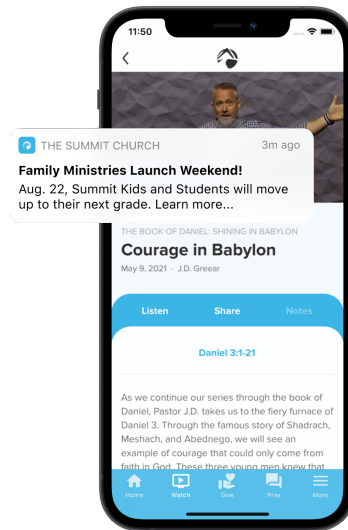 11:50
THE SUMMIT CHURCH 3m ago
Family Ministries Launch Weekend!
Aug. 22, Summit Kids and Students will move
up to their next grade. Learn more...
THE BOOK OF DANIEL: SHINING IN BABYLON
Courage in Babylon
May 9, 2021 · J.D. Greear
Listen Share Notes
Daniel 3:1-21
As we continue our series through the book of
Daniel, Pastor J.D. takes us to the fiery furnace of
Daniel 3. Through the famous story of Shadrach,
Meshach, and Abednego, we will see an
example of courage that could only come from
faith in God. These three young men knew that
Home Watch Give Pray More